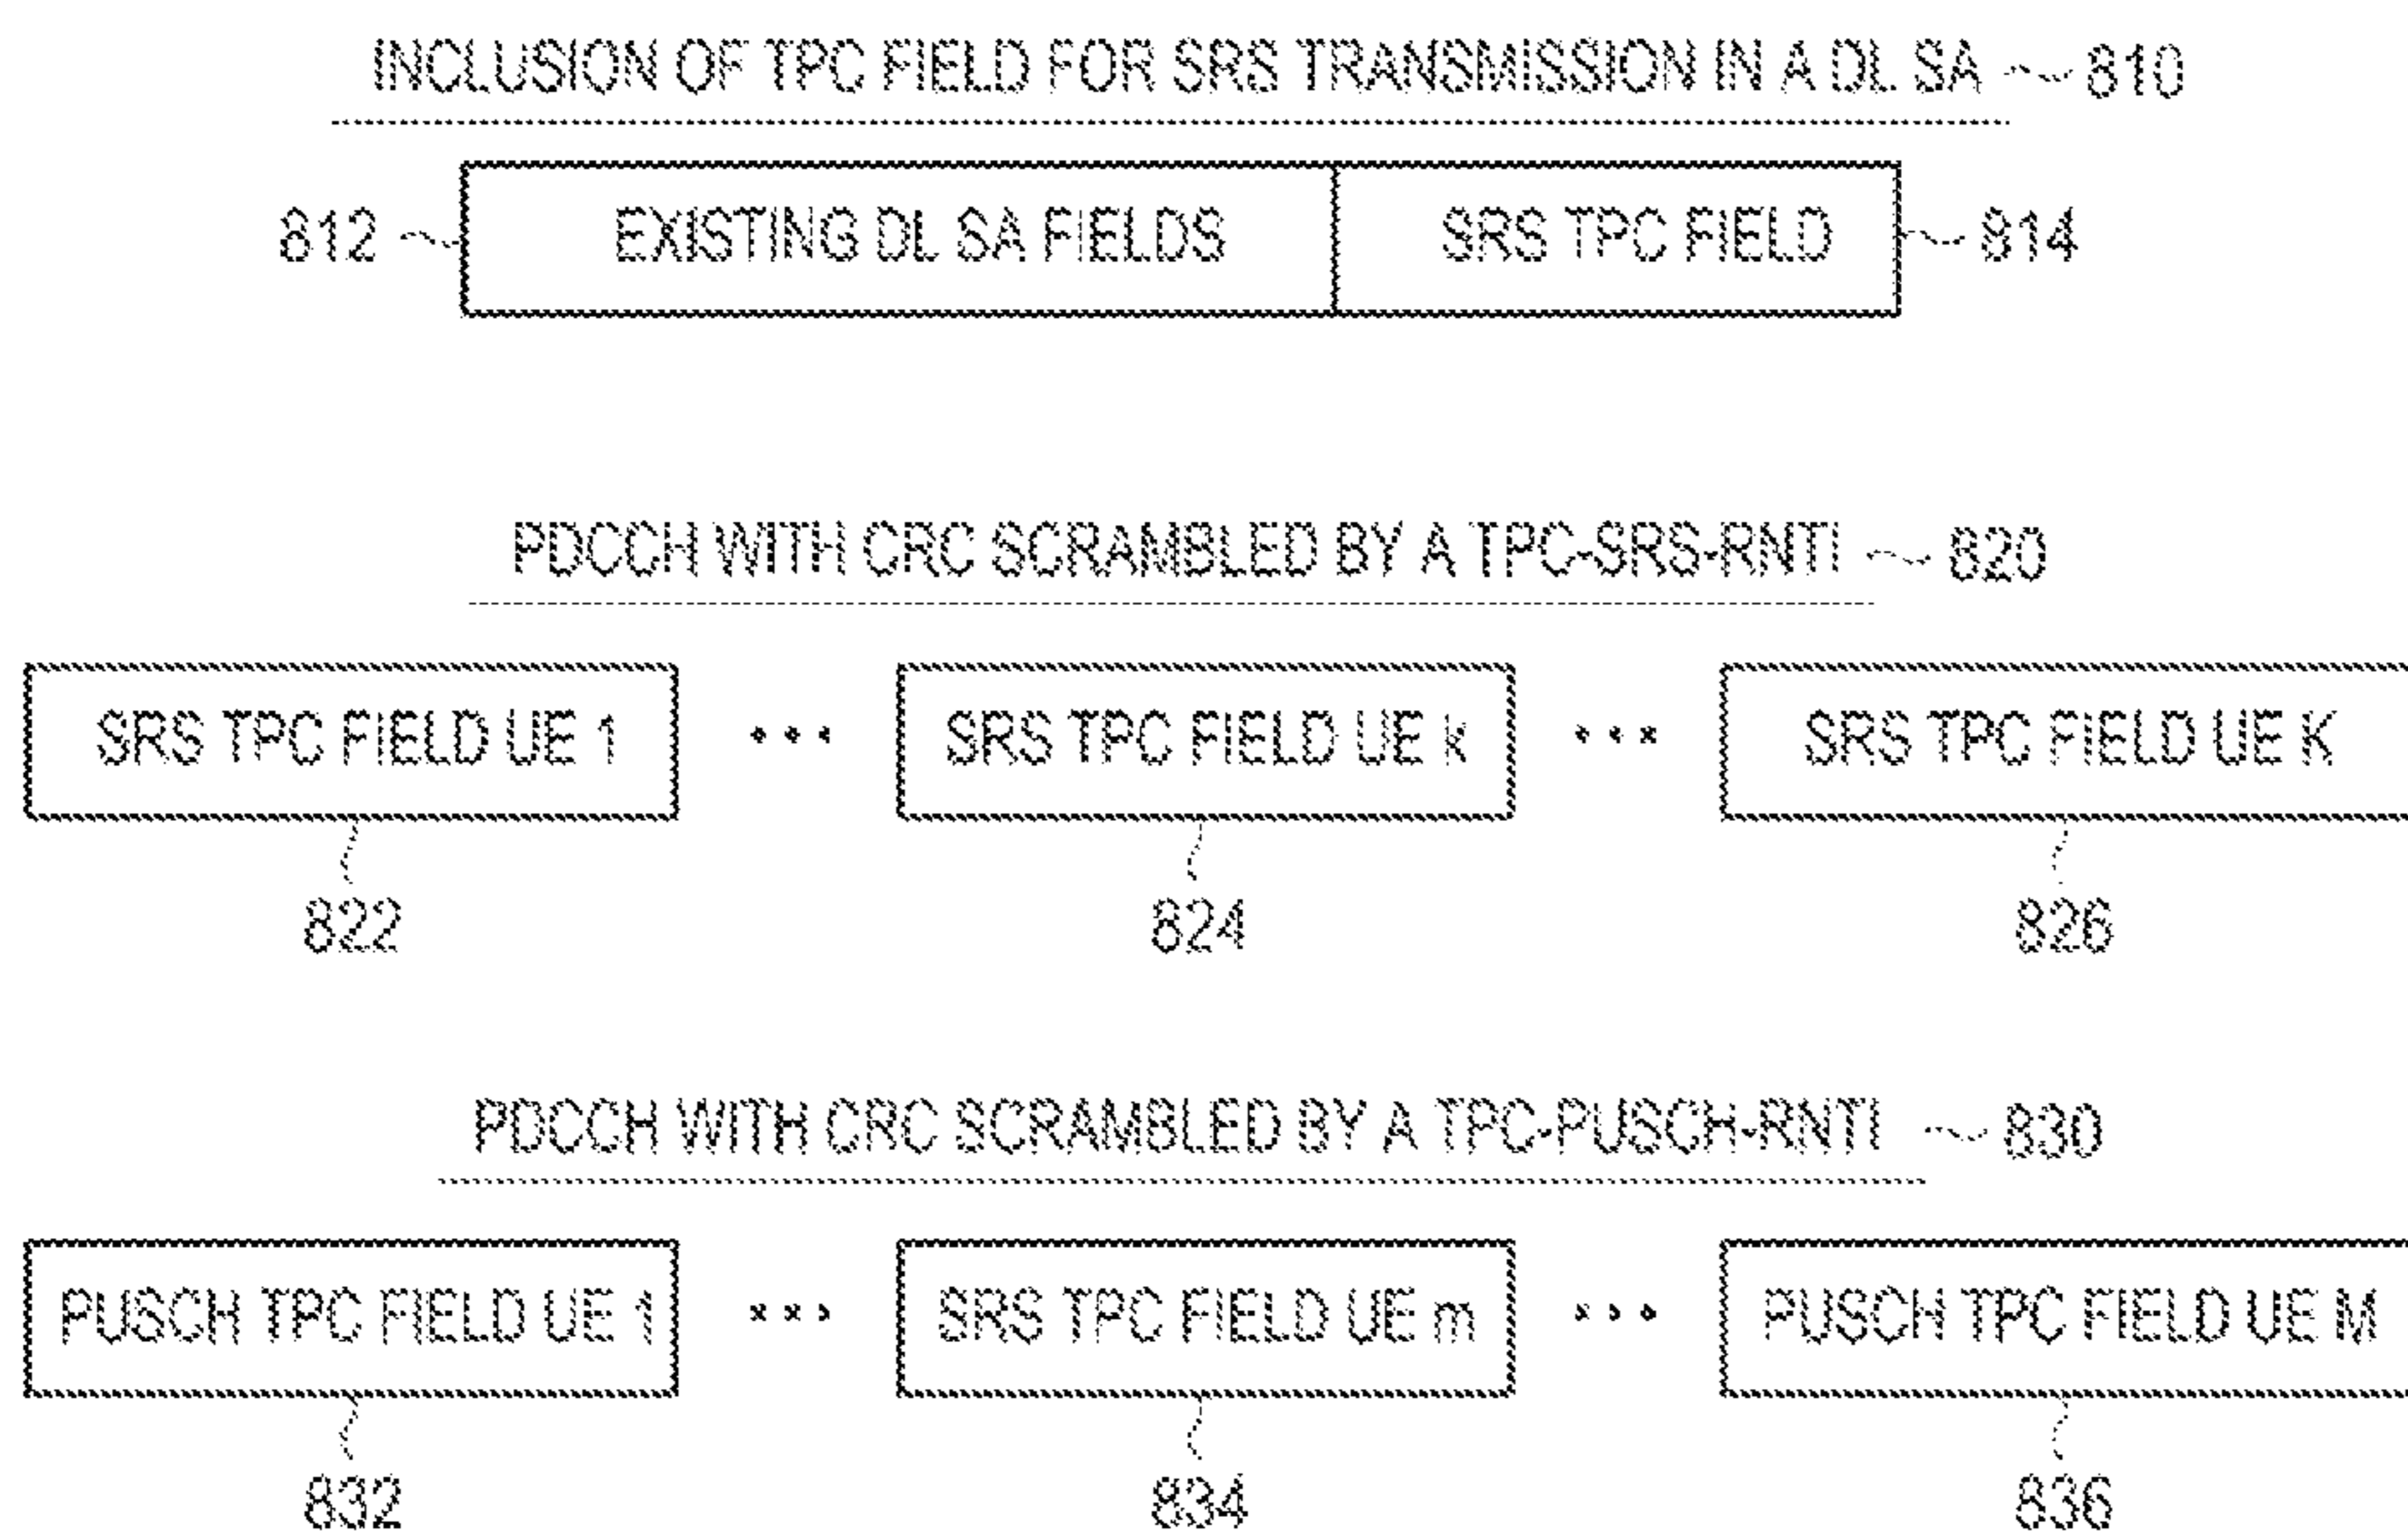 INCLUSION OF TPC FIELD FOR SRS TRANSMISSION IN A DL SA 810
812 EXISTING DL SA FIELDS SRS TPC FIELD 814
PDCCH WITH CRC SCRAMBLED BY A TPC-SRS-RNTI 820
SRS TPC FIELD UE 1 ... SRS TPC FIELD UE k ... SRS TPC FIELD UE K
822 824 826
PDCCH WITH CRC SCRAMBLED BY A TPC-PUSCH-RNTI 830
PUSCH TPC FIELD UE 1 ... SRS TPC FIELD UE m ... PUSCH TPC FIELD UE M
832 834 836